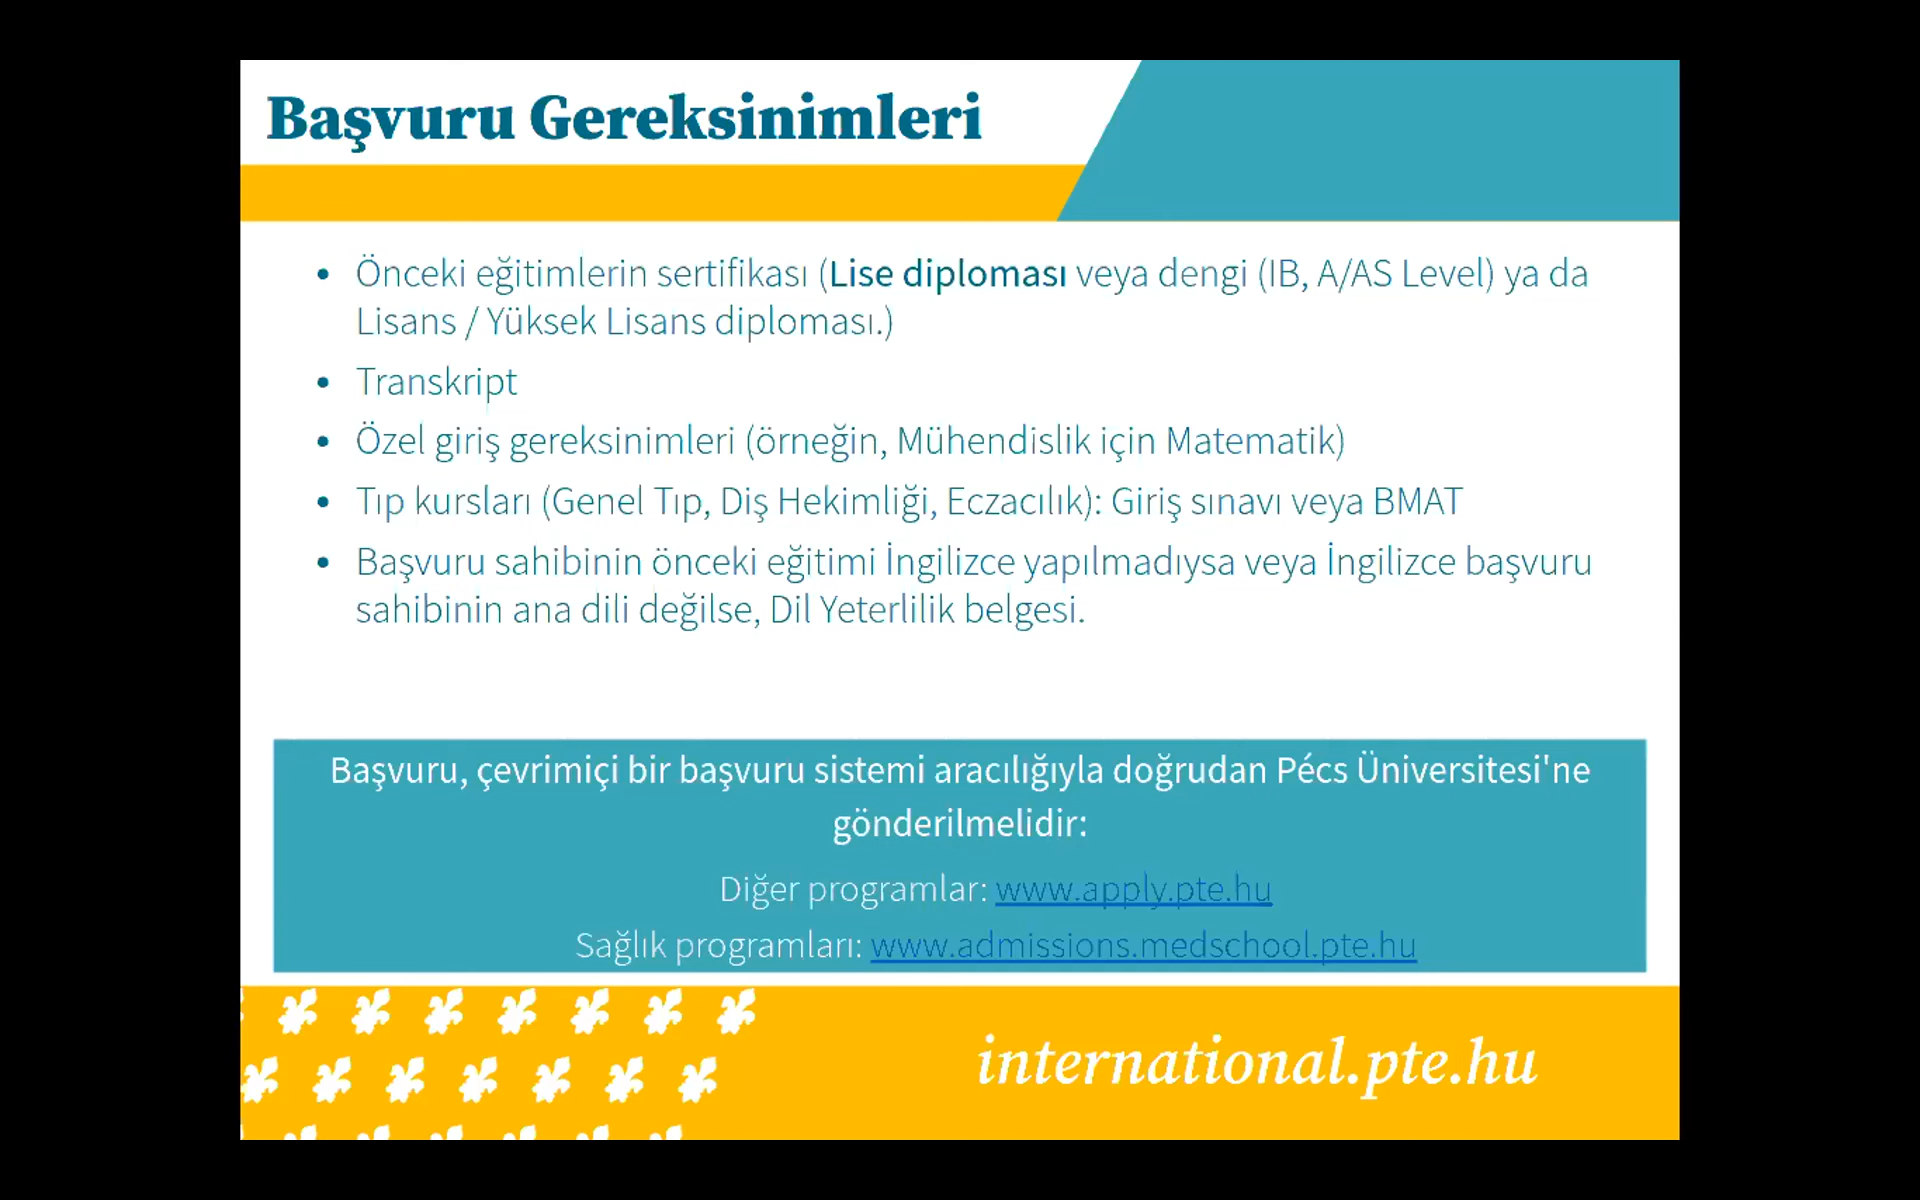 Başvuru Gereksinimleri
• Önceki eğitimlerin sertifikası (Lise diploması veya dengi (IB, A/AS Level) ya da
Lisans / Yüksek Lisans diploması.)
• Transkript
• Özel giriş gereksinimleri (örneğin, Mühendislik için Matematik)
• Tıp kursları (Genel Tıp, Diş Hekimliği, Eczacılık): Giriş sınavı veya BMAT
• Başvuru sahibinin önceki eğitimi İngilizce yapılmadıysa veya İngilizce başvuru
sahibinin ana dili değilse, Dil Yeterlilik belgesi.
Başvuru, çevrimiçi bir başvuru sistemi aracılığıyla doğrudan Pécs Üniversitesi'ne
gönderilmelidir:
Diğer programlar: www.apply.pte.hu
Sağlık programları: www.admissions.medschool.pte.hu
international.pte.hu